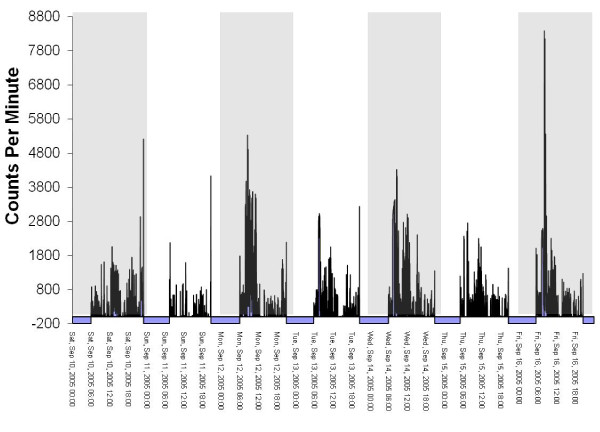 Counts Per Minute
8800
7800
6800
5800
4800
3800
2800
1800
800
-200
Sat, Sep 10, 2005 00:00
Sat, Sep 10, 2005 06:00
Sat, Sep 10, 2005 12:00
Sat, Sep 10, 2005 18:00
Sun, Sep 11, 2005 00:00
Sun, Sep 11, 2005 06:00
Sun, Sep 11, 2005 12:00
Sun, Sep 11, 2005 18:00
Mon, Sep 12, 2005 00:00
Mon, Sep 12, 2005 06:00
Mon, Sep 12, 2005 12:00
Mon, Sep 12, 2005 18:00
Tue, Sep 13, 2005 00:00
Tue, Sep 13, 2005 06:00
Tue, Sep 13, 2005 12:00
Tue, Sep 13, 2005 18:00
Wed, Sep 14, 2005 00:00
Wed, Sep 14, 2005 06:00
Wed, Sep 14, 2005 12:00
Wed, Sep 14, 2005 18:00
Thu, Sep 15, 2005 00:00
Thu, Sep 15, 2005 06:00
Thu, Sep 15, 2005 12:00
Thu, Sep 15, 2005 18:00
Fri, Sep 16, 2005 00:00
Fri, Sep 16, 2005 06:00
Fri, Sep 16, 2005 12:00
Fri, Sep 16, 2005 18:00